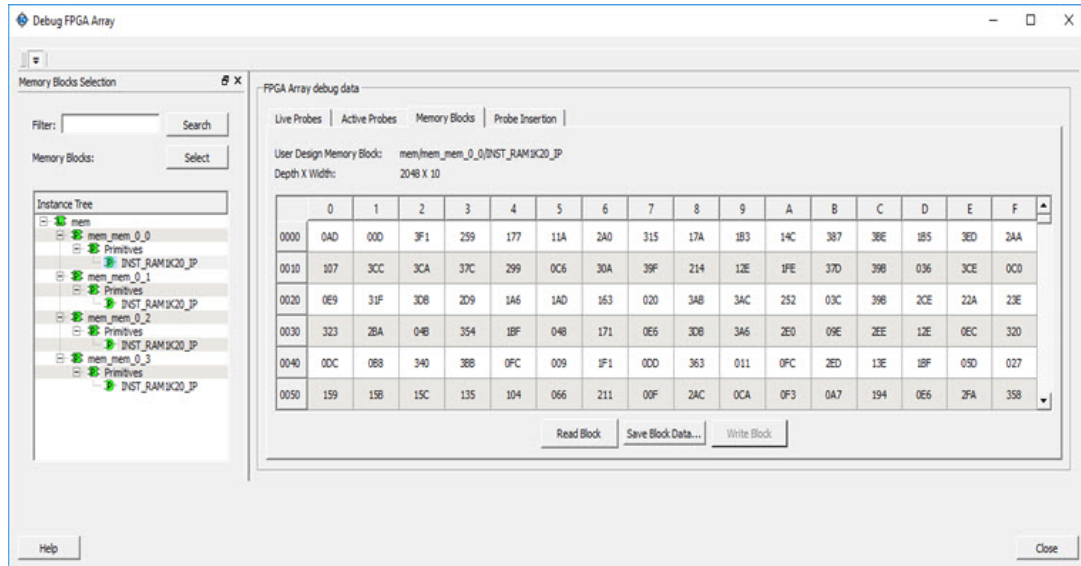 Debug FPGA Array
Memory Blocks Selection
Filter: Search
Memory Blocks: Select
Instance Tree
mem
mem_mem_0_0
Primitives
INST_RAM1K20_IP
mem_mem_0_1
Primitives
INST_RAM1K20_IP
mem_mem_0_2
Primitives
INST_RAM1K20_IP
mem_mem_0_3
Primitives
INST_RAM1K20_IP
FPGA Array debug data
Live Probes Active Probes Memory Blocks Probe Insertion
User Design Memory Block: mem/mem_mem_0_0/INST_RAM1K20_IP
Depth X Width: 2048 X 10
0 1 2 3 4 5 6 7 8 9 A B C D E F
0000 0AD 00D 3F1 259 177 11A 2A0 315 17A 1B3 14C 387 3BE 1B5 3ED 2AA
0010 107 3CC 3CA 37C 299 0C6 30A 39F 214 12E 1FE 37D 398 036 3CE 0C0
0020 0E9 31F 3DB 2D9 1A6 1AD 163 020 3AB 3AC 252 03C 398 2CE 22A 23E
0030 323 2BA 04B 354 1BF 048 171 0E6 3DB 3A6 2E0 09E 2EE 12E 0EC 320
0040 0DC 0B8 340 3BB 0FC 009 1F1 0DD 363 011 0FC 2ED 13E 1BF 05D 027
0050 159 15B 15C 135 104 066 211 00F 2AC 0CA 0F3 0A7 194 0E6 2FA 358
Read Block Save Block Data... Write Block
Help Close